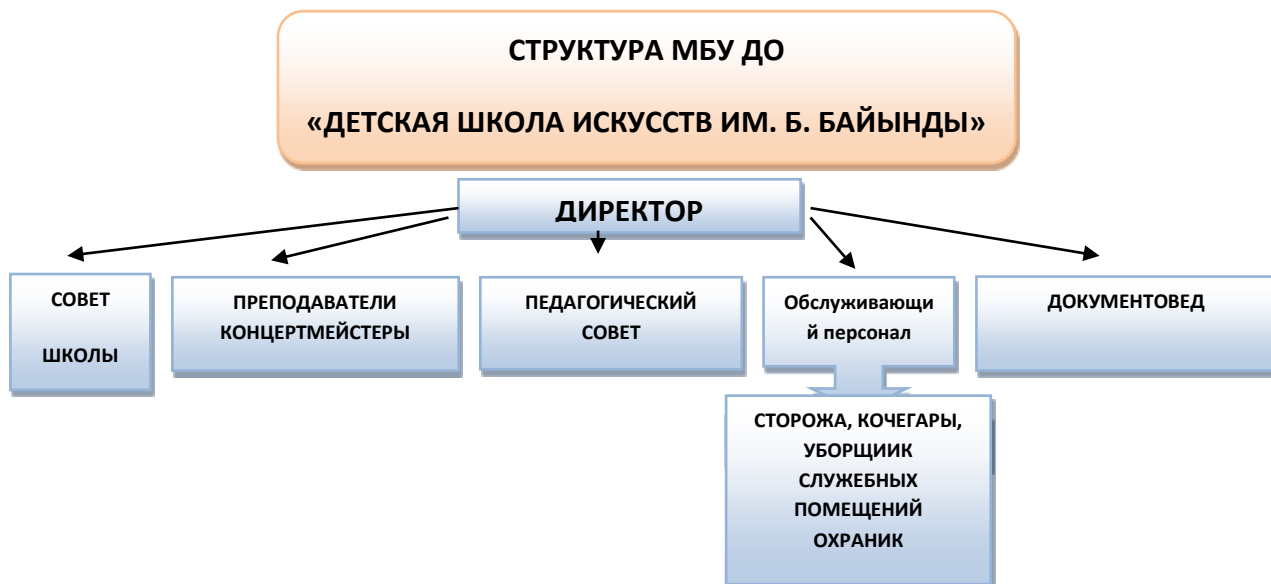 СТРУКТУРА МБУ ДО
«ДЕТСКАЯ ШКОЛА ИСКУССТВ ИМ. Б. БАЙЫНДЫ»
ДИРЕКТОР
СОВЕТ
ШКОЛЫ
ПРЕПОДАВАТЕЛИ
КОНЦЕРТМЕЙСТЕРЫ
ПЕДАГОГИЧЕСКИЙ
СОВЕТ
Обслуживающи
й персонал
ДОКУМЕНТОВЕД
СТОРОЖА, КОЧЕГАРЫ,
УБОРЩИИК
СЛУЖЕБНЫХ
ПОМЕЩЕНИЙ
ОХРАНИК